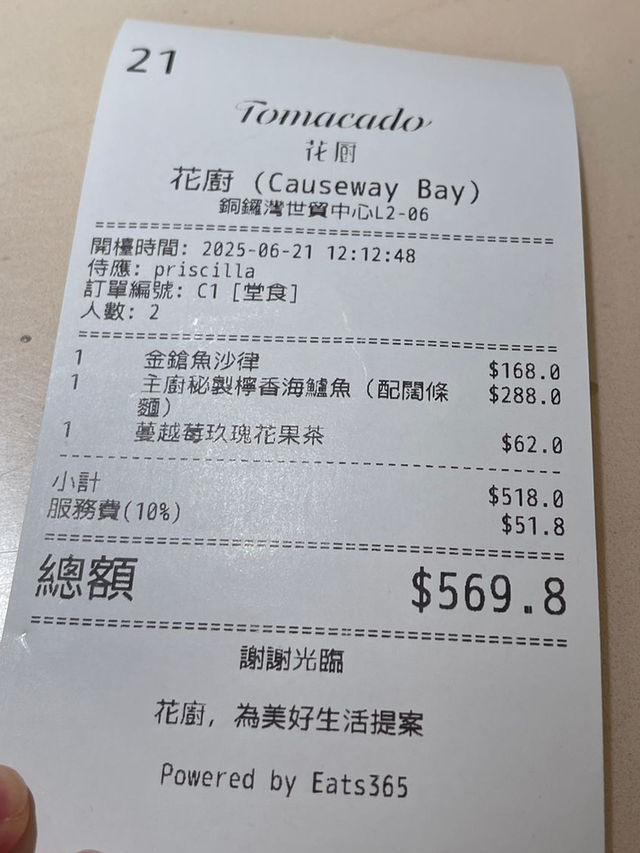 21
Tomacado
花廚
花廚 (Causeway Bay)
銅鑼灣世貿中心L2-06
開檯時間: 2025-06-21 12:12:48
侍應: priscilla
訂單編號: C1 [堂食]
人數: 2
1 金鎗魚沙律 $168.0
1 主廚秘製檸香海鱸魚（配闊條 $288.0
麵）
1 蔓越莓玫瑰花果茶 $62.0
小計 $518.0
服務費(10%) $51.8
總額 $569.8
謝謝光臨
花廚, 為美好生活提案
Powered by Eats365